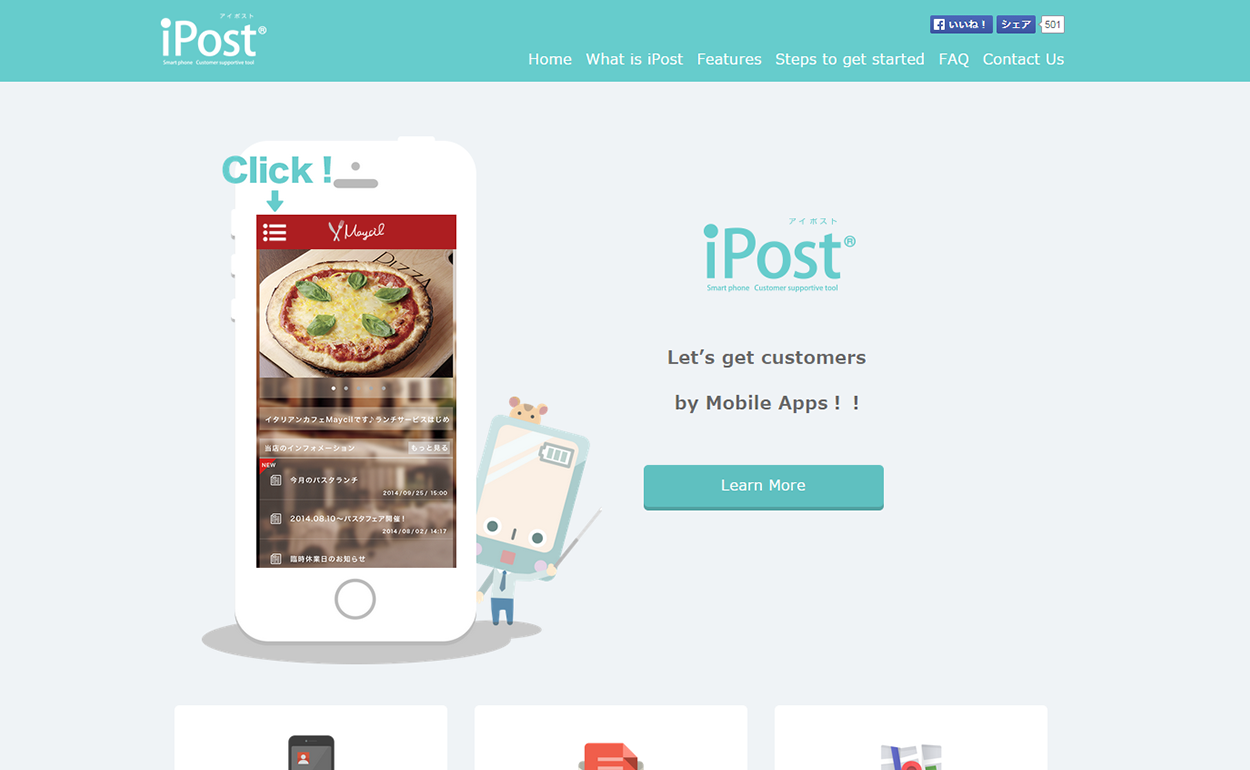 アイポスト
iPost®
Smart phone Customer supportive tool
いいね！ シェア 501
Home What is iPost Features Steps to get started FAQ Contact Us
Click !
Maycil
PIZZA
イタリアンカフェMaycilです♪ランチサービスはじめ
当店のインフォメーション もっと見る
NEW
今月のパスタランチ
2014/09/25/ 15:00
2014.08.10～パスタフェア開催！
2014/08/02/ 14:17
臨時休業日のお知らせ
アイポスト
iPost®
Smart phone Customer supportive tool
Let’s get customers
by Mobile Apps！！
Learn More